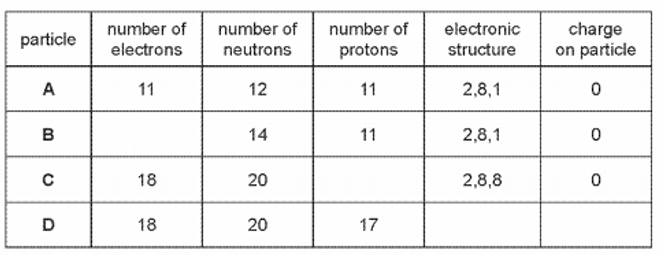 particle number of electrons number of neutrons number of protons electronic structure charge on particle
A 11 12 11 2,8,1 0
B 14 11 2,8,1 0
C 18 20 2,8,8 0
D 18 20 17